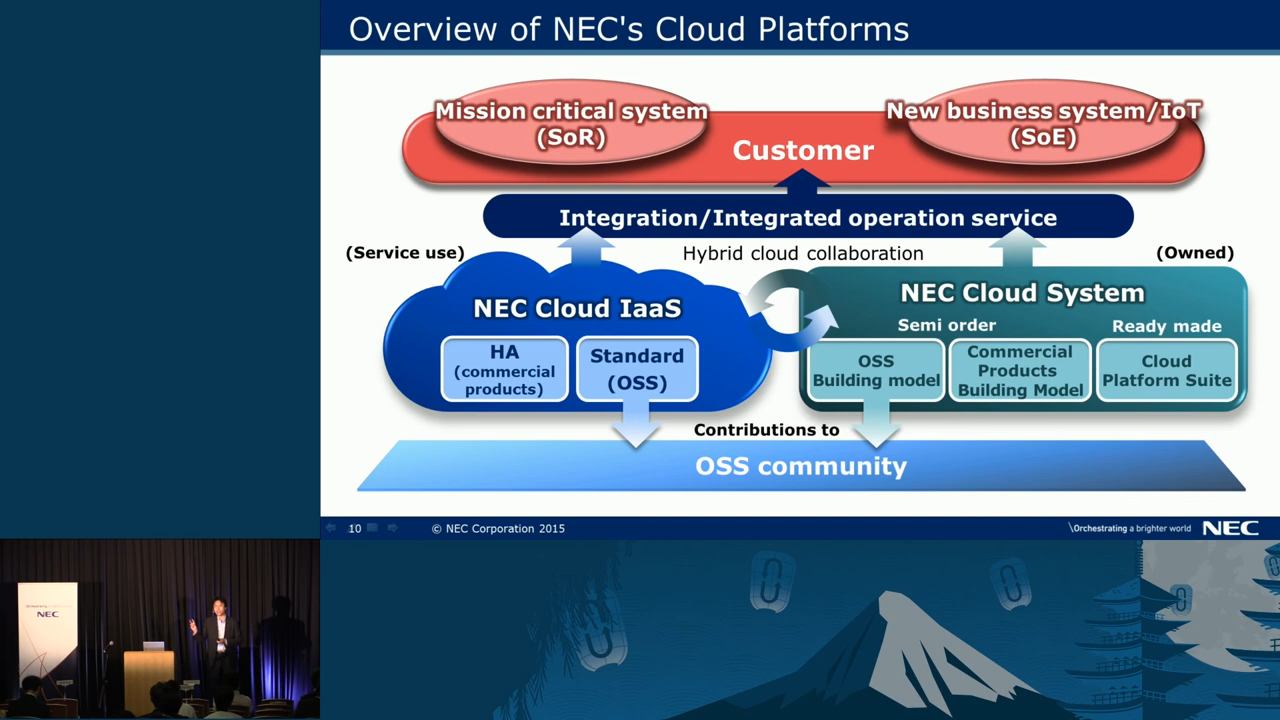 Overview of NEC's Cloud Platforms
Mission critical system
(SoR)
New business system/IoT
(SoE)
Customer
Integration/Integrated operation service
(Service use)
Hybrid cloud collaboration
(Owned)
NEC Cloud IaaS
NEC Cloud System
Semi order
Ready made
HA
(commercial
products)
Standard
(OSS)
OSS
Building model
Commercial
Products
Building Model
Cloud
Platform Suite
Contributions to
OSS community
10
© NEC Corporation 2015
\Orchestrating a brighter world
NEC
NEC